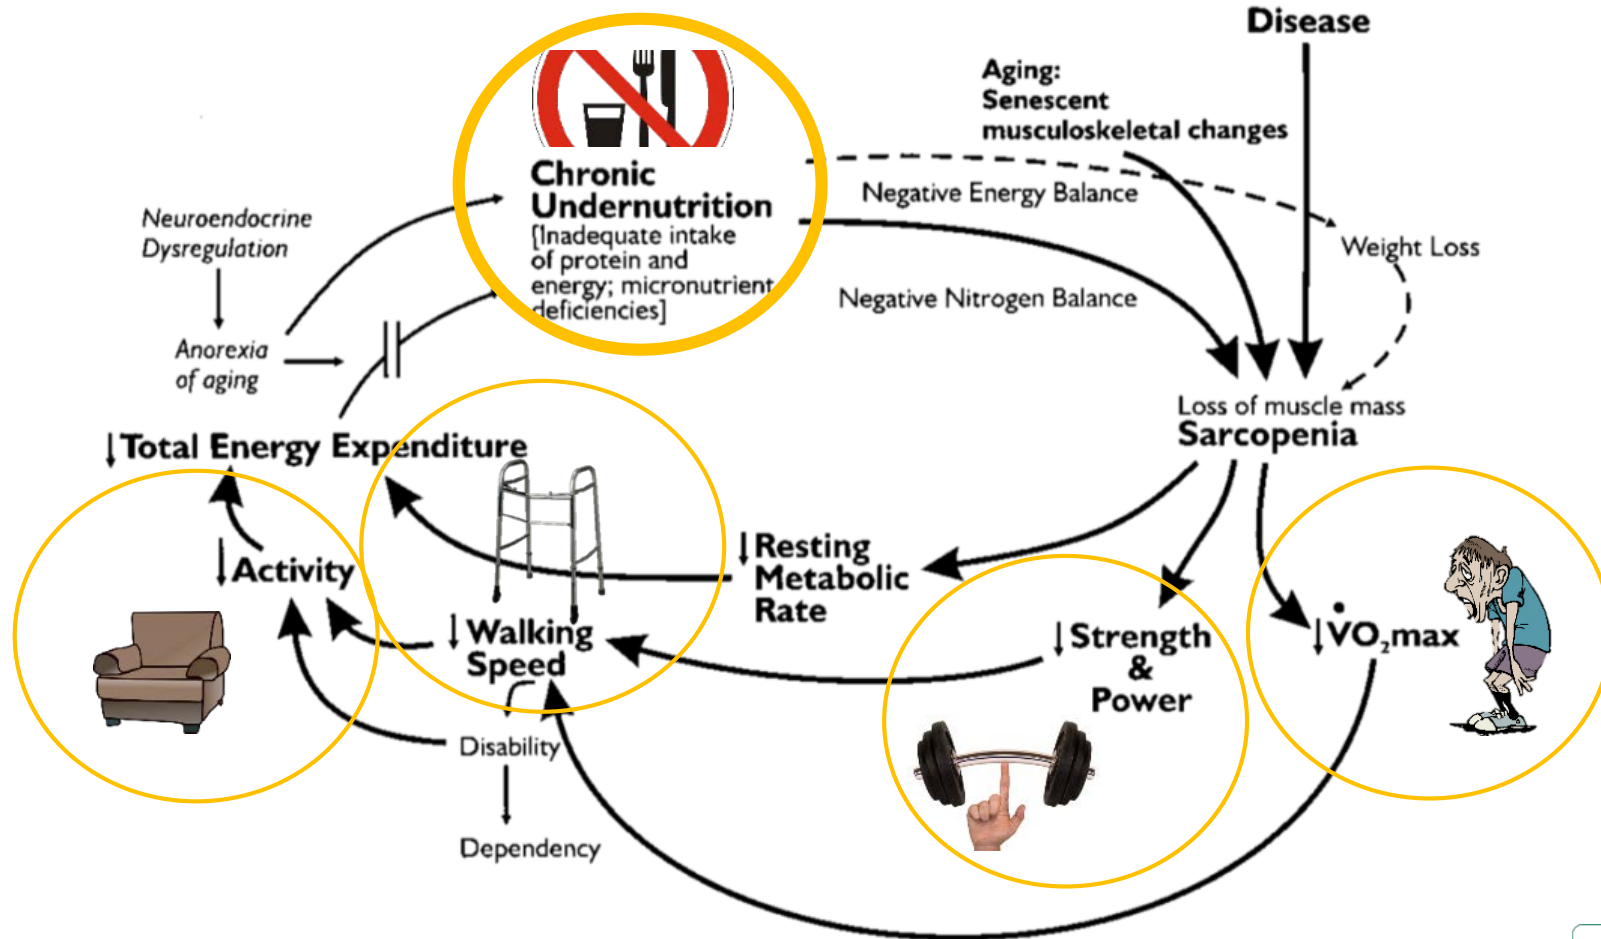 Disease
Aging:
Senescent
musculoskeletal changes
Chronic
Undernutrition
[Inadequate intake
of protein and
energy; micronutrient
deficiencies]
Negative Energy Balance
Neuroendocrine
Dysregulation
Weight Loss
Negative Nitrogen Balance
Anorexia
of aging
Loss of muscle mass
Sarcopenia
↓Total Energy Expenditure
↓Resting
Metabolic
Rate
↓Activity
↓Walking
Speed
↓Strength
&
Power
↓V̇O₂max
Disability
Dependency